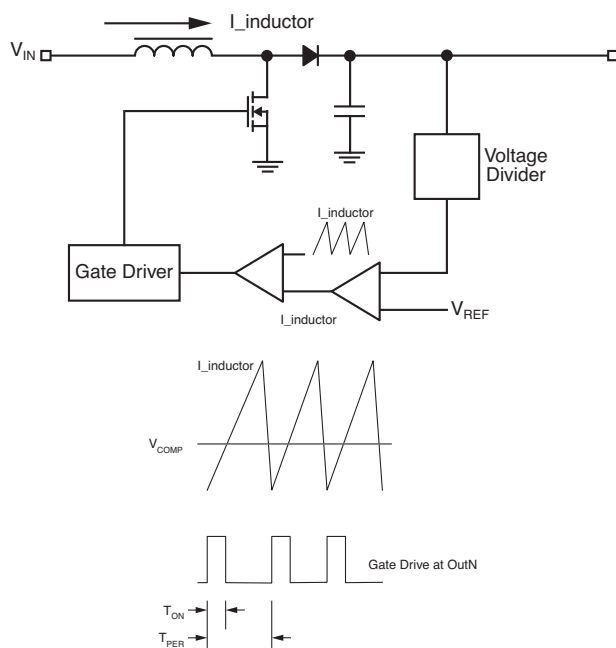 I_inductor
V_IN
Voltage
Divider
I_inductor
Gate Driver
V_REF
I_inductor
I_inductor
V_COMP
Gate Drive at OutN
T_ON
T_PER